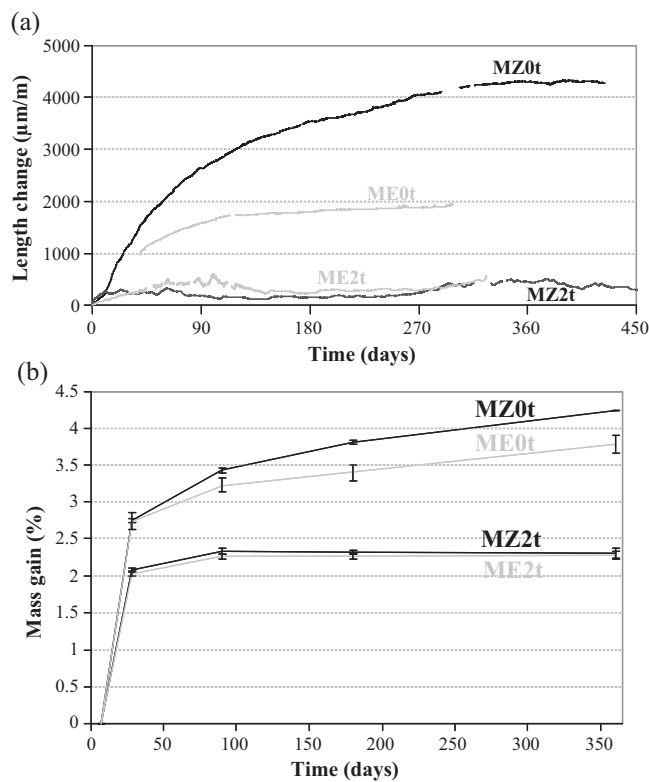 (a)
5000
4000
3000
2000
1000
0
Length change (µm/m)
MZ0t
ME0t
ME2t
MZ2t
0 90 180 270 360 450
Time (days)
(b)
4.5
4
3.5
3
2.5
2
1.5
1
0.5
0
Mass gain (%)
MZ0t
ME0t
MZ2t
ME2t
0 50 100 150 200 250 300 350
Time (days)